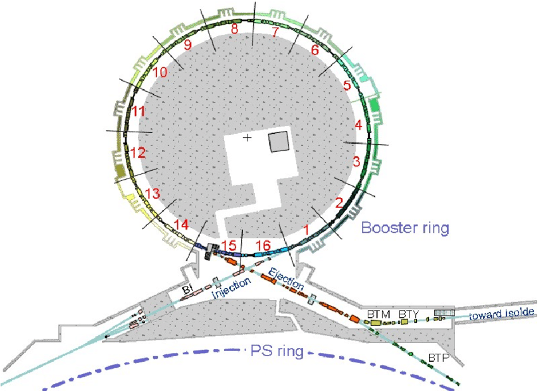 8
7
9
6
10
5
11
4
12
3
13
2
14
1
15
16
Booster ring
BI
Injection
Ejection
BTM
BTY
toward isolde
BTP
PS ring